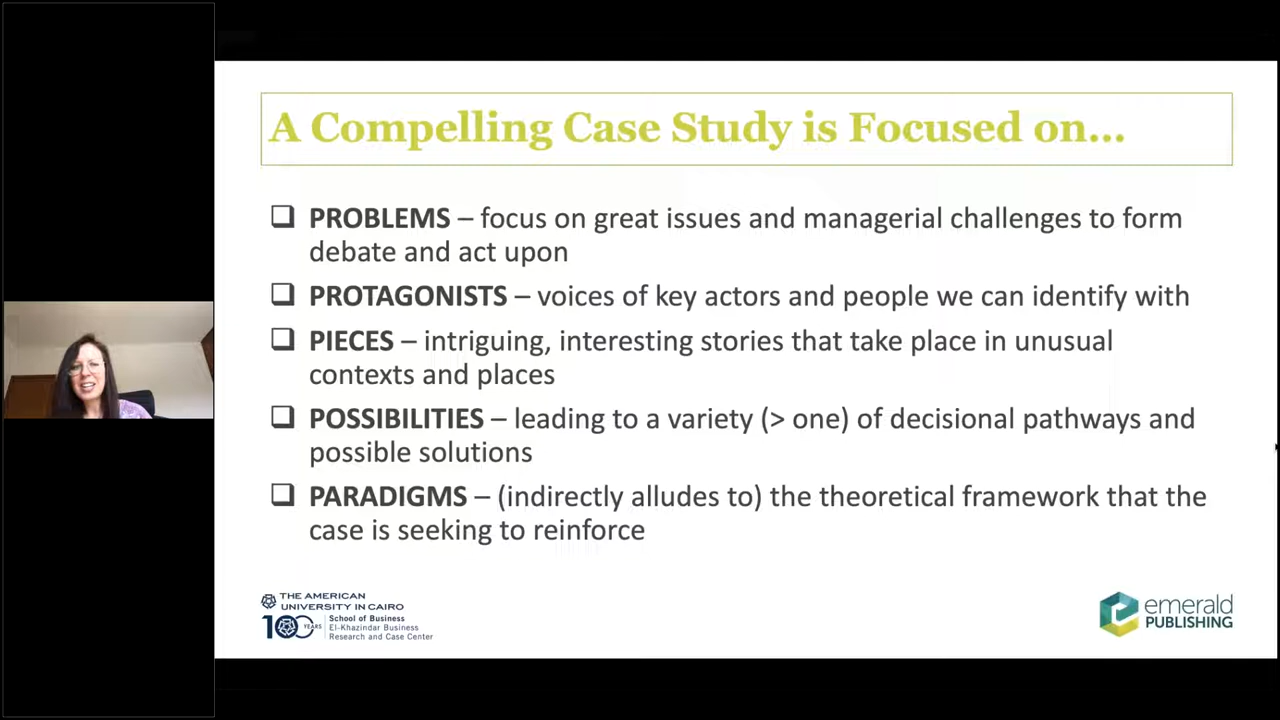 A Compelling Case Study is Focused on...
❑ PROBLEMS – focus on great issues and managerial challenges to form
debate and act upon
❑ PROTAGONISTS – voices of key actors and people we can identify with
❑ PIECES – intriguing, interesting stories that take place in unusual
contexts and places
❑ POSSIBILITIES – leading to a variety (> one) of decisional pathways and
possible solutions
❑ PARADIGMS – (indirectly alludes to) the theoretical framework that the
case is seeking to reinforce
THE AMERICAN
UNIVERSITY IN CAIRO
100 YEARS
School of Business
El-Khazindar Business
Research and Case Center
emerald
PUBLISHING